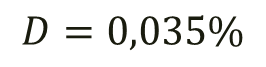 D = 0,035%